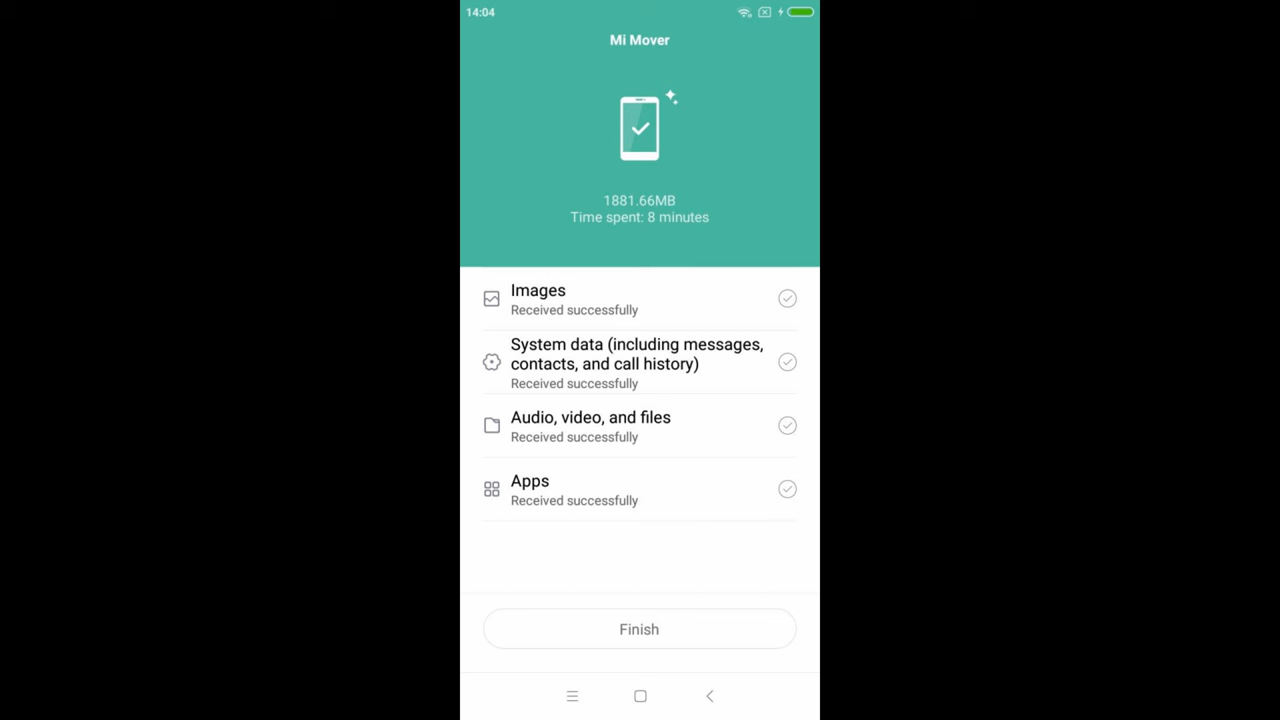 14:04
Mi Mover
1881.66MB
Time spent: 8 minutes
Images
Received successfully
System data (including messages,
contacts, and call history)
Received successfully
Audio, video, and files
Received successfully
Apps
Received successfully
Finish